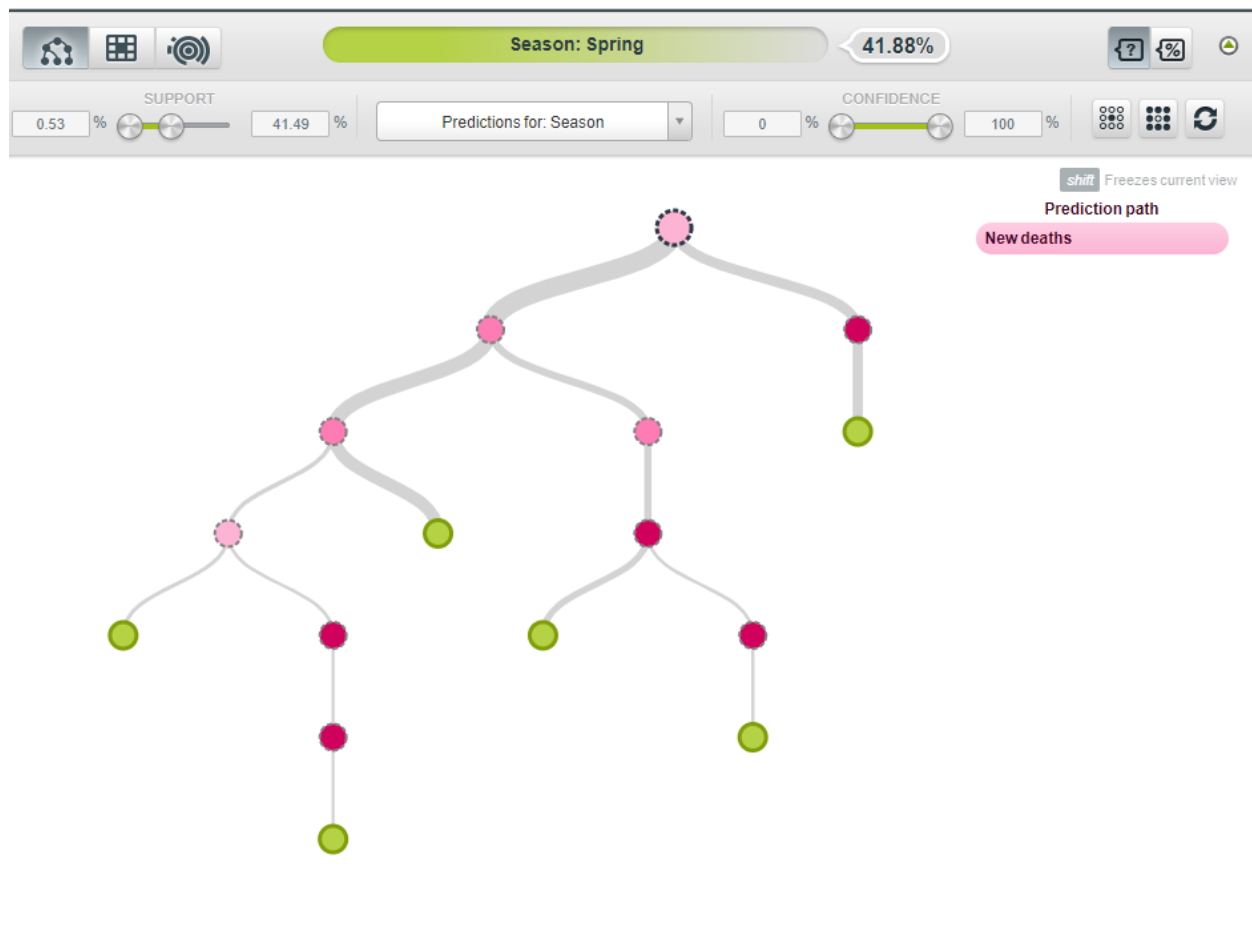 Season: Spring
41.88%
{?
{%
SUPPORT
0.53 %
41.49 %
Predictions for: Season
CONFIDENCE
0 %
100 %
shift Freezes current view
Prediction path
New deaths